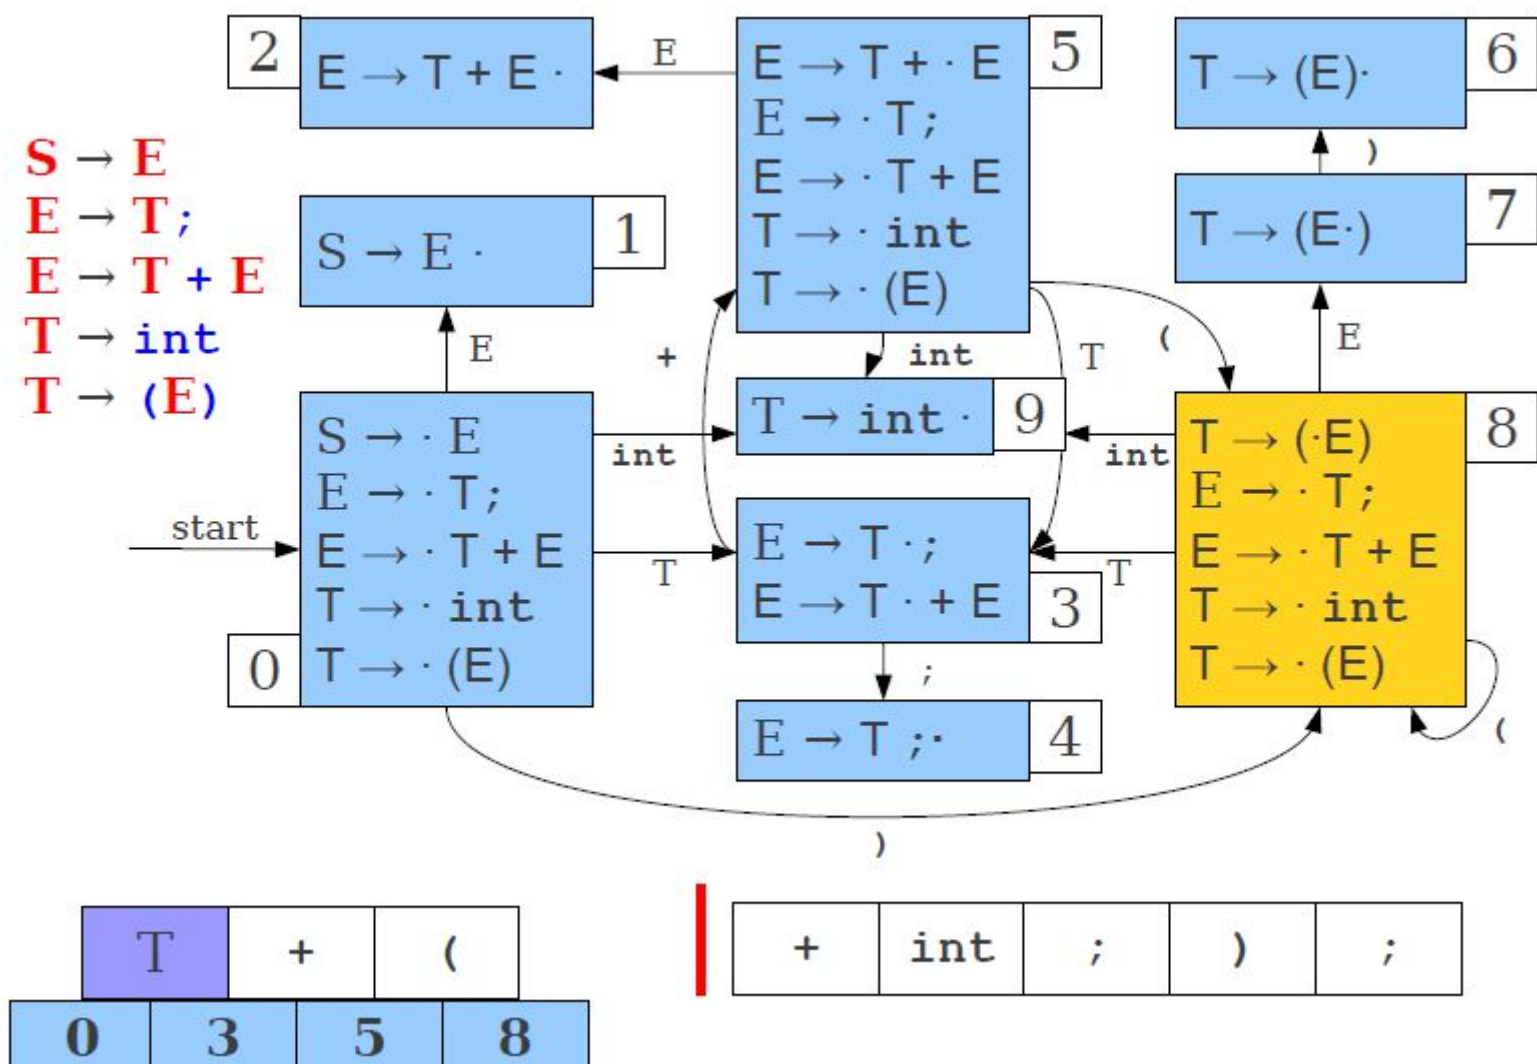 2
E → T + E ·
E
E → T + · E
E → · T ;
E → · T + E
T → · int
T → · (E)
5
T → (E)·
6
)
T → (E·)
7
S → E
E → T ;
E → T + E
T → int
T → (E)
S → E ·
1
E
+
int
T
(
E
T → int ·
9
int
int
S → · E
E → · T ;
E → · T + E
T → · int
T → · (E)
0
start
T
E → T · ;
E → T · + E
3
T
T → (·E)
E → · T ;
E → · T + E
T → · int
T → · (E)
8
;
E → T ;·
4
(
)
T + (
+ int ; ) ;
0 3 5 8